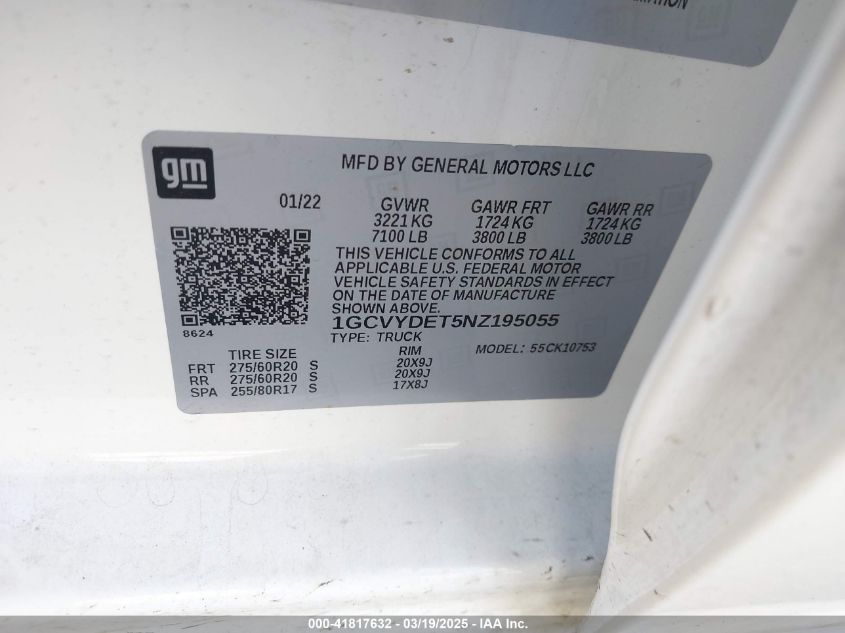 gm
MFD BY GENERAL MOTORS LLC
01/22
GVWR GAWR FRT GAWR RR
3221 KG 1724 KG 1724 KG
7100 LB 3800 LB 3800 LB
THIS VEHICLE CONFORMS TO ALL
APPLICABLE U.S. FEDERAL MOTOR
VEHICLE SAFETY STANDARDS IN EFFECT
ON THE DATE OF MANUFACTURE
SHOWN ABOVE.
1GCVYDET5NZ195055
8624
TYPE: TRUCK
MODEL: 55CK10753
TIRE SIZE RIM
FRT 275/60R20 S 20X9J
RR 275/60R20 S 20X9J
SPA 255/80R17 S 17X8J
000-41817632 - 03/19/2025 - IAA Inc.